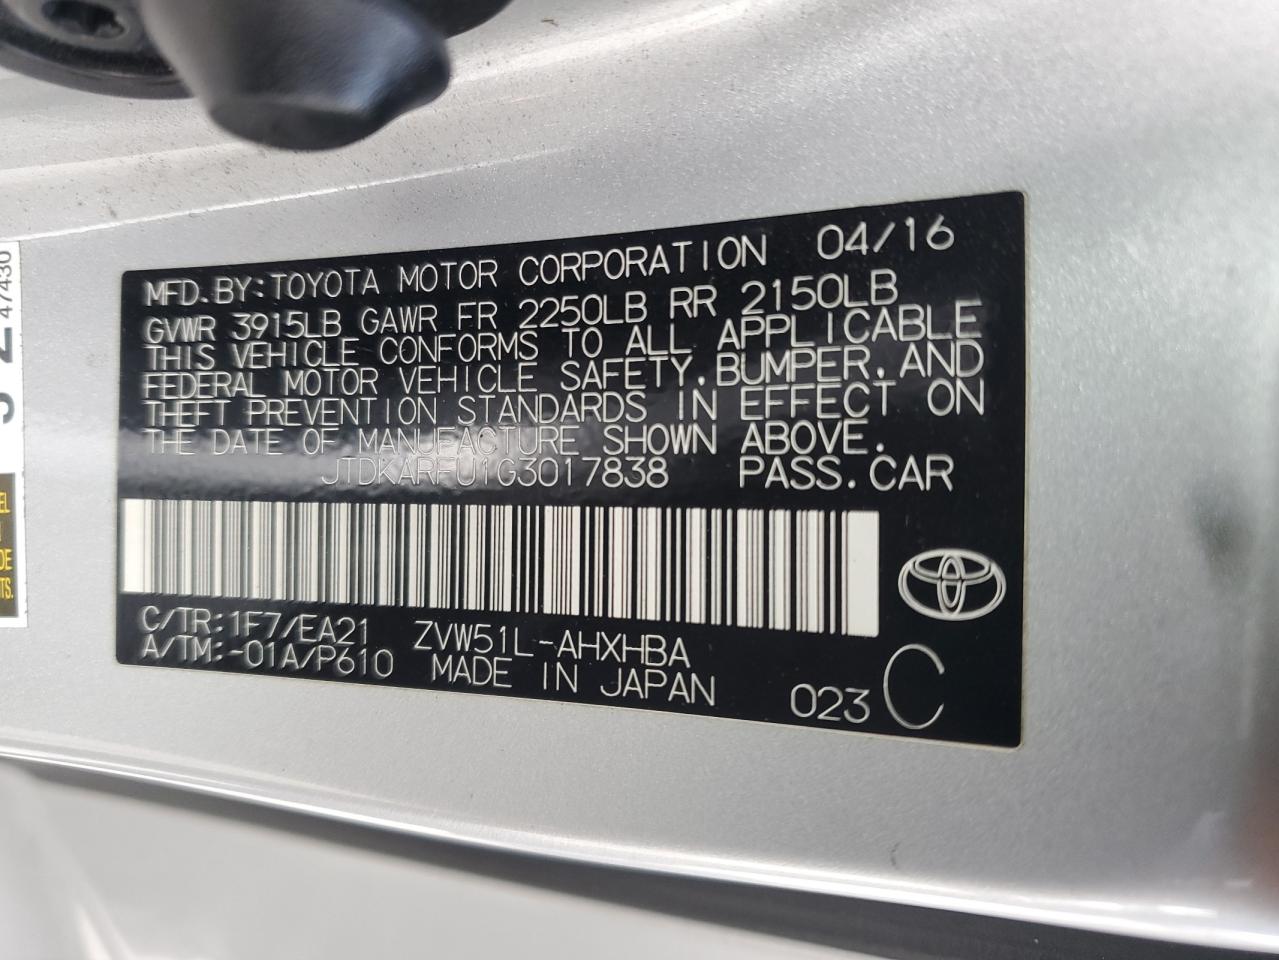 MFD.BY:TOYOTA MOTOR CORPORATION 04/16
GVWR 3915LB GAWR FR 2250LB RR 2150LB
THIS VEHICLE CONFORMS TO ALL APPLICABLE
FEDERAL MOTOR VEHICLE SAFETY,BUMPER,AND
THEFT PREVENTION STANDARDS IN EFFECT ON
THE DATE OF MANUFACTURE SHOWN ABOVE.
JTDKARFU1G3017838 PASS.CAR
C/TR:1F7/EA21 ZVW51L-AHXHBA
A/TM:-01A/P610 MADE IN JAPAN
023 C
47430